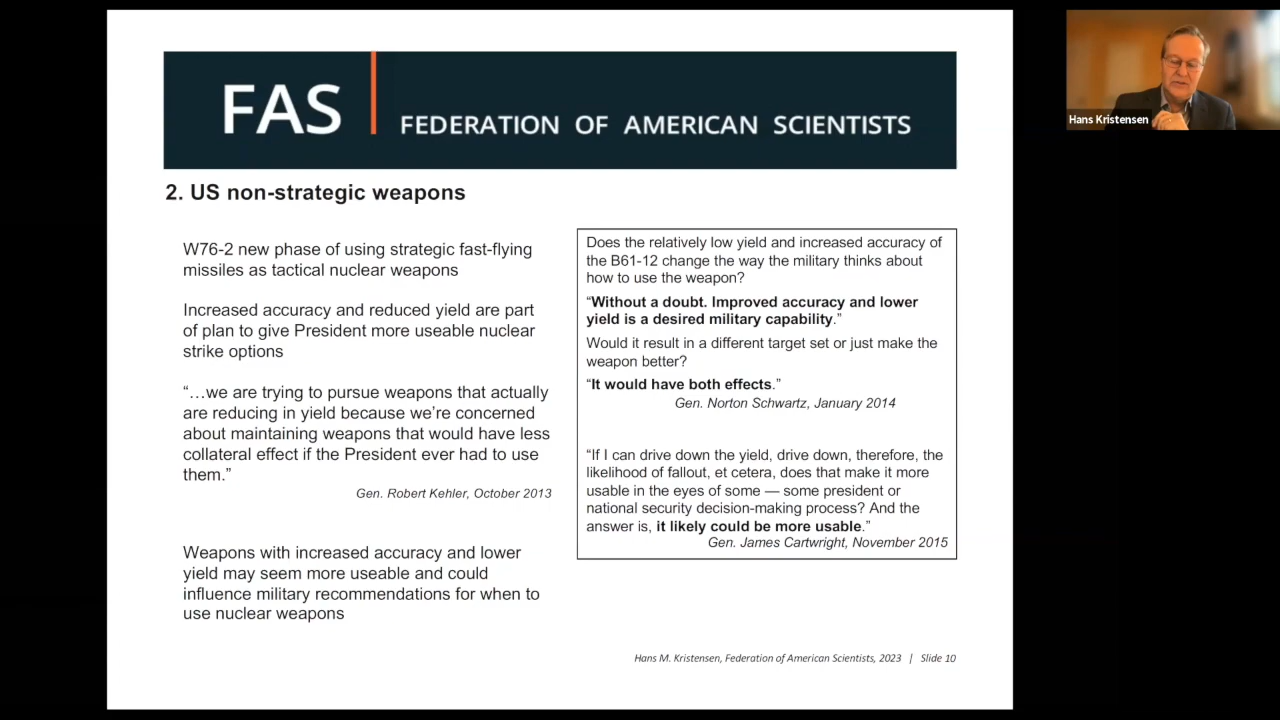 FAS FEDERATION OF AMERICAN SCIENTISTS
2. US non-strategic weapons
W76-2 new phase of using strategic fast-flying
missiles as tactical nuclear weapons
Increased accuracy and reduced yield are part
of plan to give President more useable nuclear
strike options
“…we are trying to pursue weapons that actually
are reducing in yield because we’re concerned
about maintaining weapons that would have less
collateral effect if the President ever had to use
them.”
Gen. Robert Kehler, October 2013
Weapons with increased accuracy and lower
yield may seem more useable and could
influence military recommendations for when to
use nuclear weapons
Does the relatively low yield and increased accuracy of
the B61-12 change the way the military thinks about
how to use the weapon?
“Without a doubt. Improved accuracy and lower
yield is a desired military capability.”
Would it result in a different target set or just make the
weapon better?
“It would have both effects.”
Gen. Norton Schwartz, January 2014
“If I can drive down the yield, drive down, therefore, the
likelihood of fallout, et cetera, does that make it more
usable in the eyes of some — some president or
national security decision-making process? And the
answer is, it likely could be more usable.”
Gen. James Cartwright, November 2015
Hans M. Kristensen, Federation of American Scientists, 2023 | Slide 10
Hans Kristensen